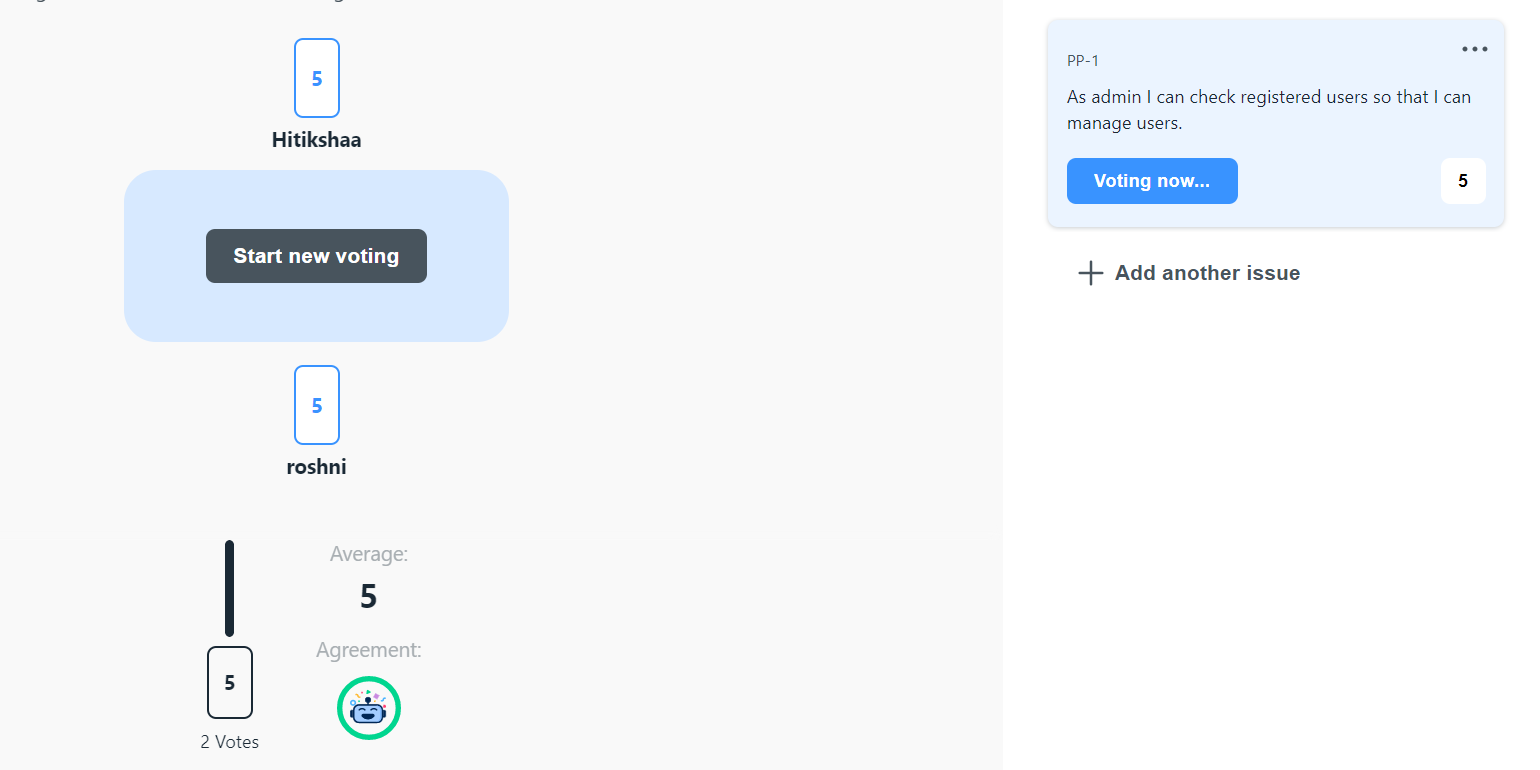 5
Hitikshaa
Start new voting
5
roshni
Average:
5
Agreement:
5
2 Votes
PP-1
As admin I can check registered users so that I can
manage users.
Voting now...
5
Add another issue